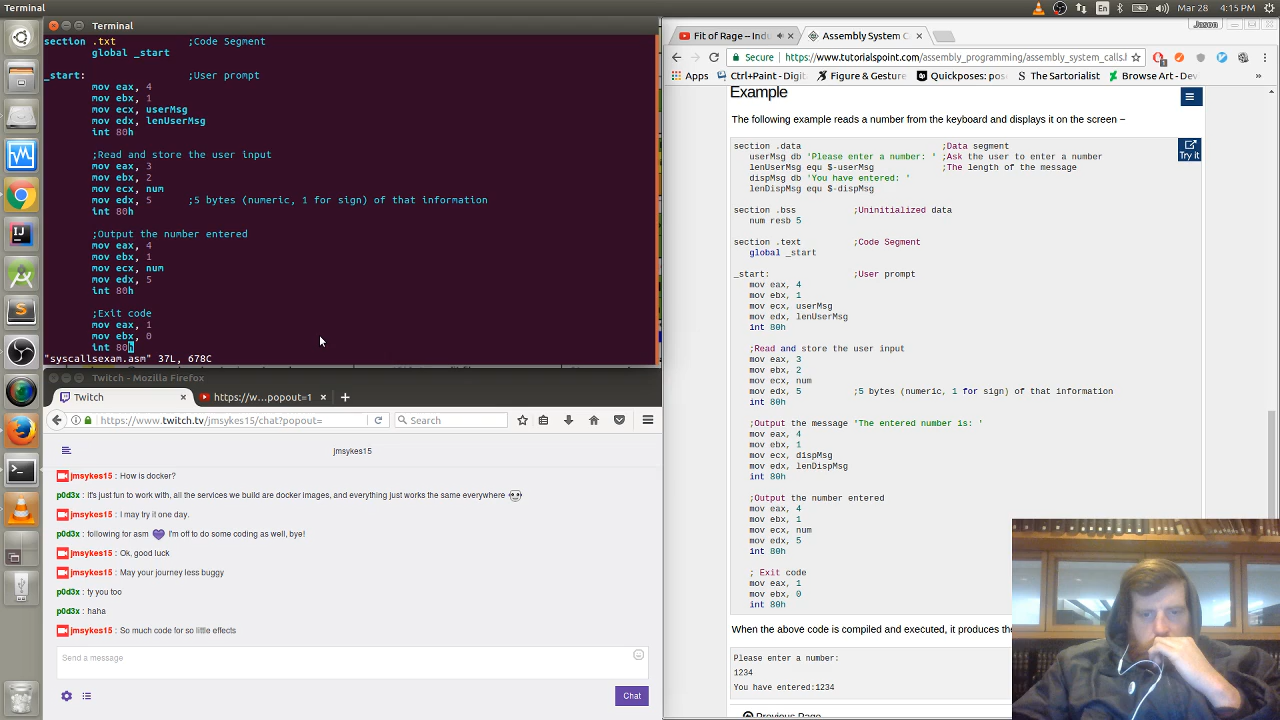 Terminal
En
Mar 28
4:15 PM
Terminal
section .txt ;Code Segment
global _start
_start: ;User prompt
mov eax, 4
mov ebx, 1
mov ecx, userMsg
mov edx, lenUserMsg
int 80h
;Read and store the user input
mov eax, 3
mov ebx, 2
mov ecx, num
mov edx, 5 ;5 bytes (numeric, 1 for sign) of that information
int 80h
;Output the number entered
mov eax, 4
mov ebx, 1
mov ecx, num
mov edx, 5
int 80h
;Exit code
mov eax, 1
mov ebx, 0
int 80h
"syscallsexam.asm" 37L, 678C
Twitch - Mozilla Firefox
Twitch
https://w...popout=1
https://www.twitch.tv/jmsykes15/chat?popout=
Search
jmsykes15
jmsykes15 : How is docker?
p0d3x : It's just fun to work with, all the services we build are docker images, and everything just works the same everywhere
jmsykes15 : I may try it one day.
p0d3x : following for asm I'm off to do some coding as well, bye!
jmsykes15 : Ok, good luck
jmsykes15 : May your journey less buggy
p0d3x : ty you too
p0d3x : haha
jmsykes15 : So much code for so little effects
Send a message
Chat
Jason
Fit of Rage – Indu
Assembly System C
Secure
https://www.tutorialspoint.com/assembly_programming/assembly_system_calls.h
Apps
Ctrl+Paint - Digit
Figure & Gesture
Quickposes: pos
The Sartorialist
Browse Art - Dev
»
Example
The following example reads a number from the keyboard and displays it on the screen −
Try it
section .data ;Data segment
userMsg db 'Please enter a number: ' ;Ask the user to enter a number
lenUserMsg equ $-userMsg ;The length of the message
dispMsg db 'You have entered: '
lenDispMsg equ $-dispMsg
section .bss ;Uninitialized data
num resb 5
section .text ;Code Segment
global _start
_start: ;User prompt
mov eax, 4
mov ebx, 1
mov ecx, userMsg
mov edx, lenUserMsg
int 80h
;Read and store the user input
mov eax, 3
mov ebx, 2
mov ecx, num
mov edx, 5 ;5 bytes (numeric, 1 for sign) of that information
int 80h
;Output the message 'The entered number is: '
mov eax, 4
mov ebx, 1
mov ecx, dispMsg
mov edx, lenDispMsg
int 80h
;Output the number entered
mov eax, 4
mov ebx, 1
mov ecx, num
mov edx, 5
int 80h
; Exit code
mov eax, 1
mov ebx, 0
int 80h
When the above code is compiled and executed, it produces the
Please enter a number:
1234
You have entered:1234
Previous Page